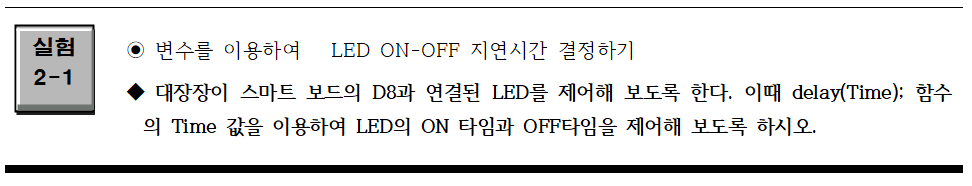 실험
2-1
◉ 변수를 이용하여 LED ON-OFF 지연시간 결정하기
◆ 대장장이 스마트 보드의 D8과 연결된 LED를 제어해 보도록 한다. 이때 delay(Time); 함수
의 Time 값을 이용하여 LED의 ON 타임과 OFF타임을 제어해 보도록 하시오.